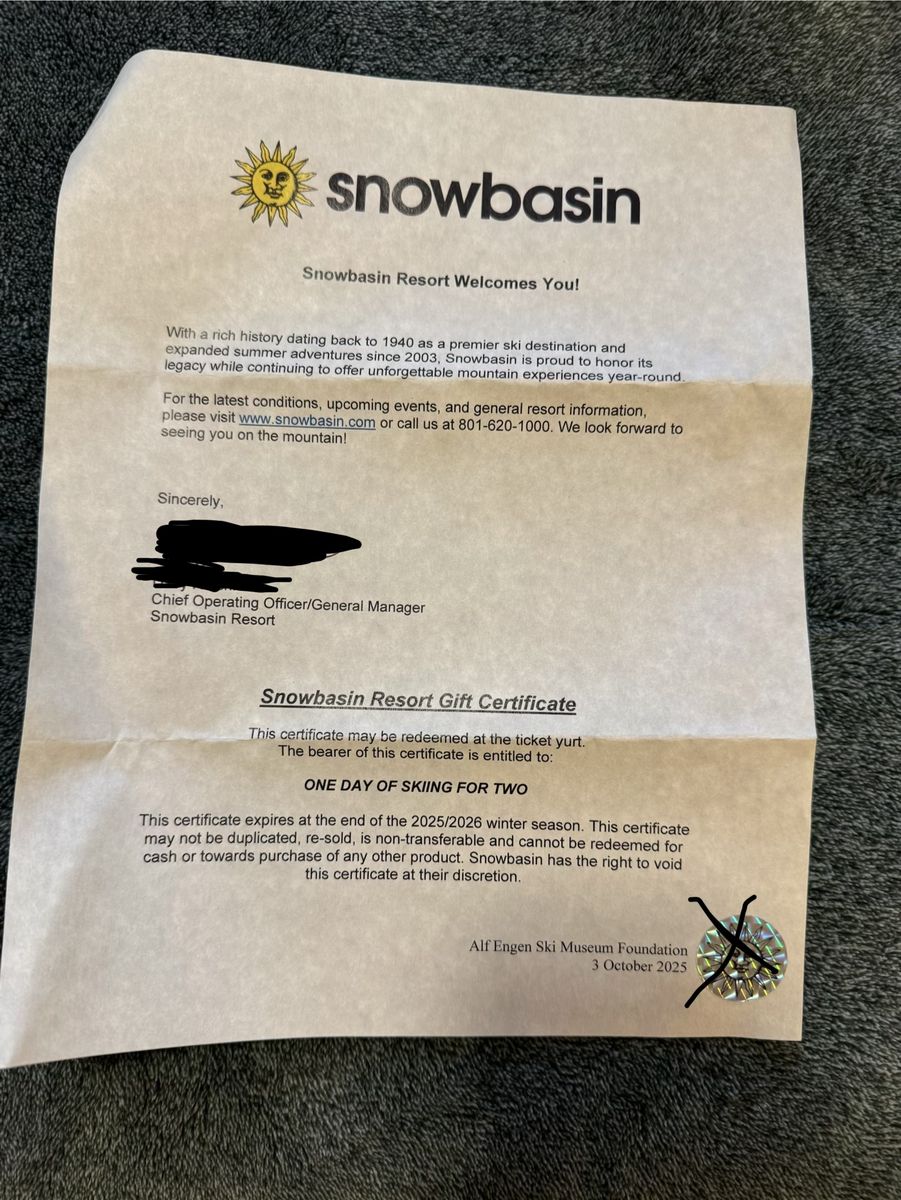 snowbasin
Snowbasin Resort Welcomes You!
With a rich history dating back to 1940 as a premier ski destination and
expanded summer adventures since 2003, Snowbasin is proud to honor its
legacy while continuing to offer unforgettable mountain experiences year-round.
For the latest conditions, upcoming events, and general resort information,
please visit www.snowbasin.com or call us at 801-620-1000. We look forward to
seeing you on the mountain!
Sincerely,
Chief Operating Officer/General Manager
Snowbasin Resort
Snowbasin Resort Gift Certificate
This certificate may be redeemed at the ticket yurt.
The bearer of this certificate is entitled to:
ONE DAY OF SKIING FOR TWO
This certificate expires at the end of the 2025/2026 winter season. This certificate
may not be duplicated, re-sold, is non-transferable and cannot be redeemed for
cash or towards purchase of any other product. Snowbasin has the right to void
this certificate at their discretion.
Alf Engen Ski Museum Foundation
3 October 2025